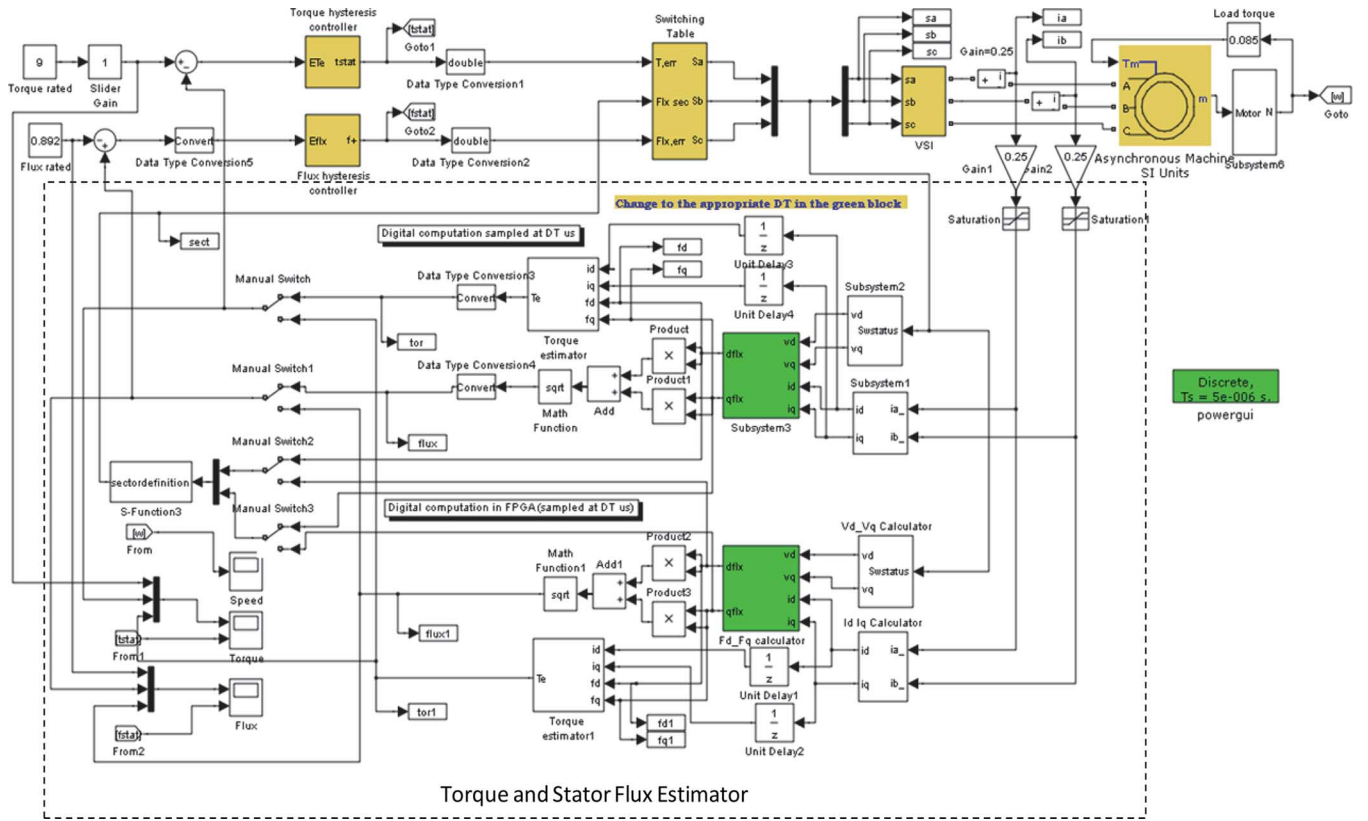 Torque hysteresis
controller
[tstat]
Goto1
9
Torque rated
1
Slider
Gain
ETe
tstat
double
Data Type Conversion1
Switching
Table
T,err
Sa
Flx sec
Sb
Flx,err
Sc
sa
sb
sc
sa
sb
sc
VSI
Gain=0.25
ia
ib
+
i
+
i
Load torque
0.085
Tm
A
B
C
m
Asynchronous Machine
SI Units
Motor
N
Subsystem6
[w]
Goto
0.892
Flux rated
Convert
Data Type Conversion5
Eflx
f+
Flux hysteresis
controller
[fstat]
Goto2
double
Data Type Conversion2
0.25
Gain1
0.25
Gain2
Saturation
Saturation1
Change to the appropriate DT in the green block
sect
Digital computation sampled at DT us
fd
fq
1
z
Unit Delay3
1
z
Unit Delay4
Manual Switch
Data Type Conversion3
Convert
Te
id
iq
fd
fq
Torque
estimator
tor
Subsystem2
vd
vq
Swstatus
Product
×
Product1
×
dflx
qflx
vd
vq
id
iq
Subsystem3
Subsystem1
id
iq
ia_
ib_
Manual Switch1
Data Type Conversion4
Convert
sqrt
Math
Function
+
+
Add
flux
Discrete,
Ts = 5e-006 s.
powergui
Manual Switch2
sectordefinition
S-Function3
Manual Switch3
Digital computation in FPGA(sampled at DT us)
[w]
From
Speed
Math
Function1
sqrt
Add1
+
+
Product2
×
Product3
×
dflx
qflx
vd
vq
id
iq
Fd_Fq calculator
Vd_Vq Calculator
vd
vq
Swstatus
Id Iq Calculator
id
iq
ia_
ib_
flux1
[tstat]
From1
Torque
Te
id
iq
fd
fq
Torque
estimator1
1
z
Unit Delay1
1
z
Unit Delay2
tor1
fd1
fq1
[fstat]
From2
Flux
Torque and Stator Flux Estimator